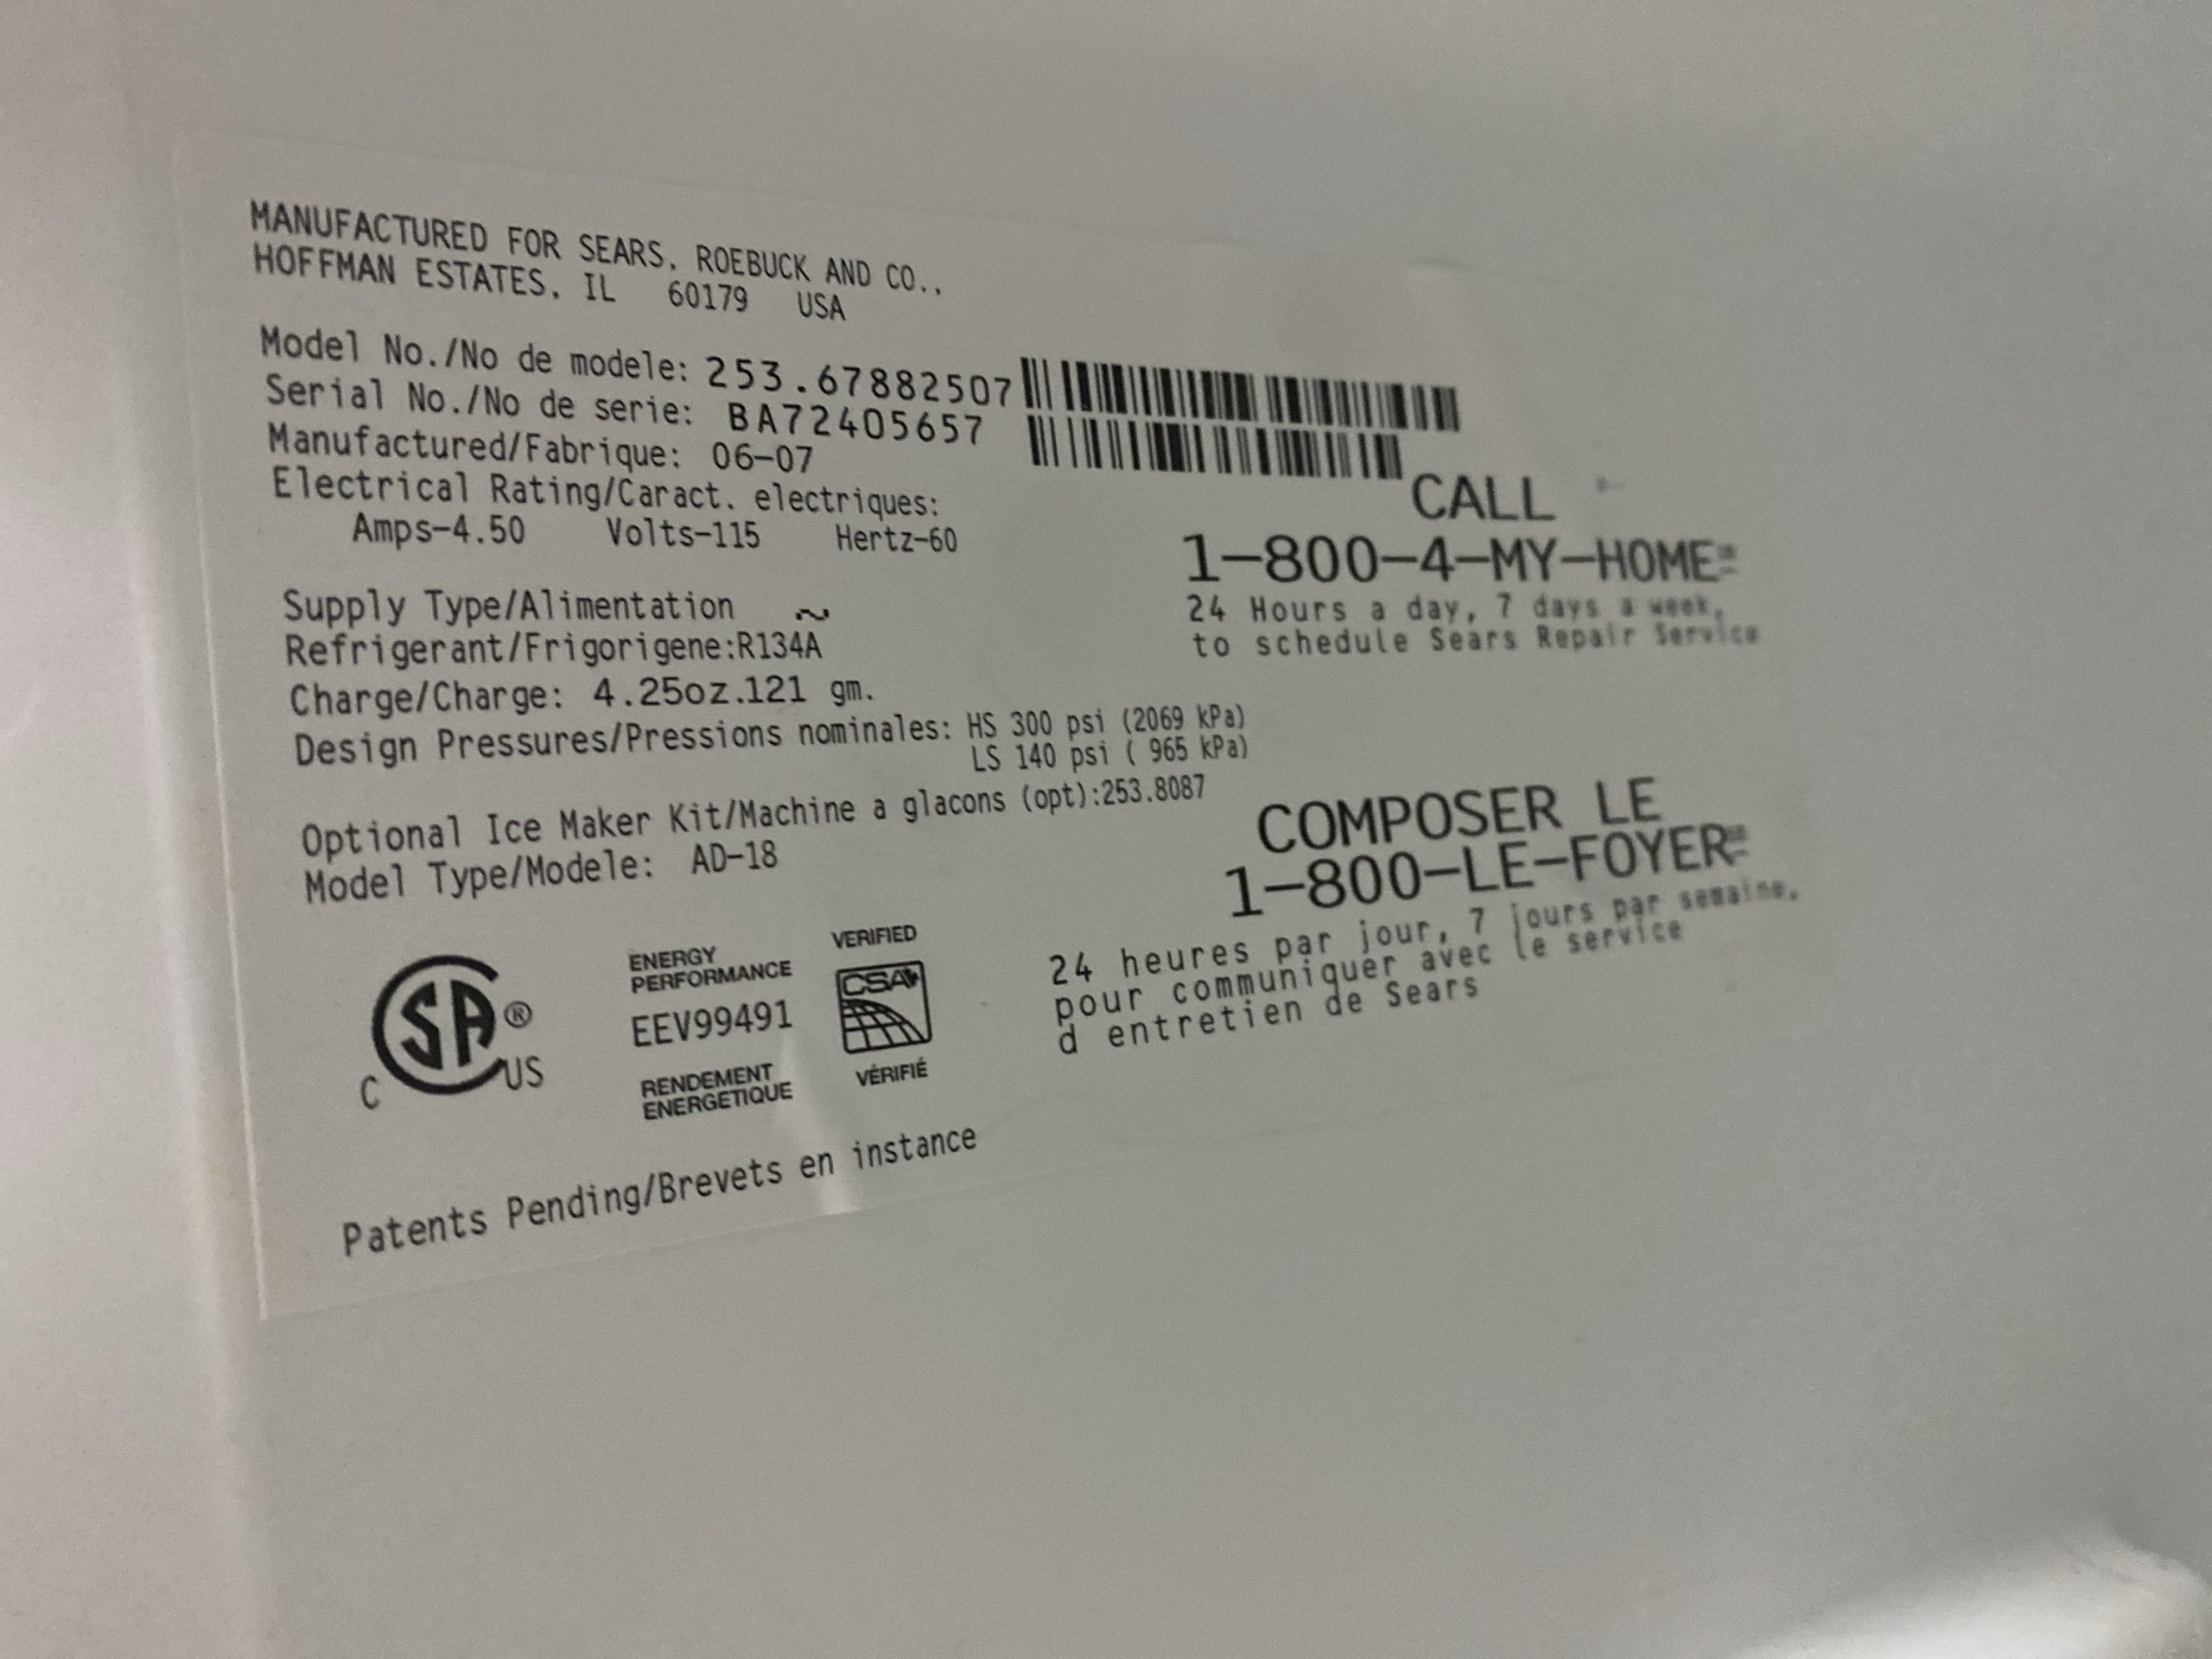 MANUFACTURED FOR SEARS, ROEBUCK AND CO.,
HOFFMAN ESTATES, IL 60179 USA
Model No./No de modele: 253.67882507
Serial No./No de serie: BA72405657
Manufactured/Fabrique: 06-07
Electrical Rating/Caract. electriques:
Amps-4.50 Volts-115 Hertz-60
Supply Type/Alimentation ~
Refrigerant/Frigorigene:R134A
Charge/Charge: 4.25oz.121 gm.
Design Pressures/Pressions nominales: HS 300 psi (2069 kPa)
LS 140 psi ( 965 kPa)
Optional Ice Maker Kit/Machine a glacons (opt):253.8087
Model Type/Modele: AD-18
CALL
1-800-4-MY-HOME
24 Hours a day, 7 days a week,
to schedule Sears Repair Service
COMPOSER LE
1-800-LE-FOYER
24 heures par jour, 7 jours par semaine,
pour communiquer avec le service
d entretien de Sears
C SA ® US
ENERGY
PERFORMANCE
EEV99491
RENDEMENT
ENERGETIQUE
VERIFIED
CSA
VÉRIFIÉ
Patents Pending/Brevets en instance